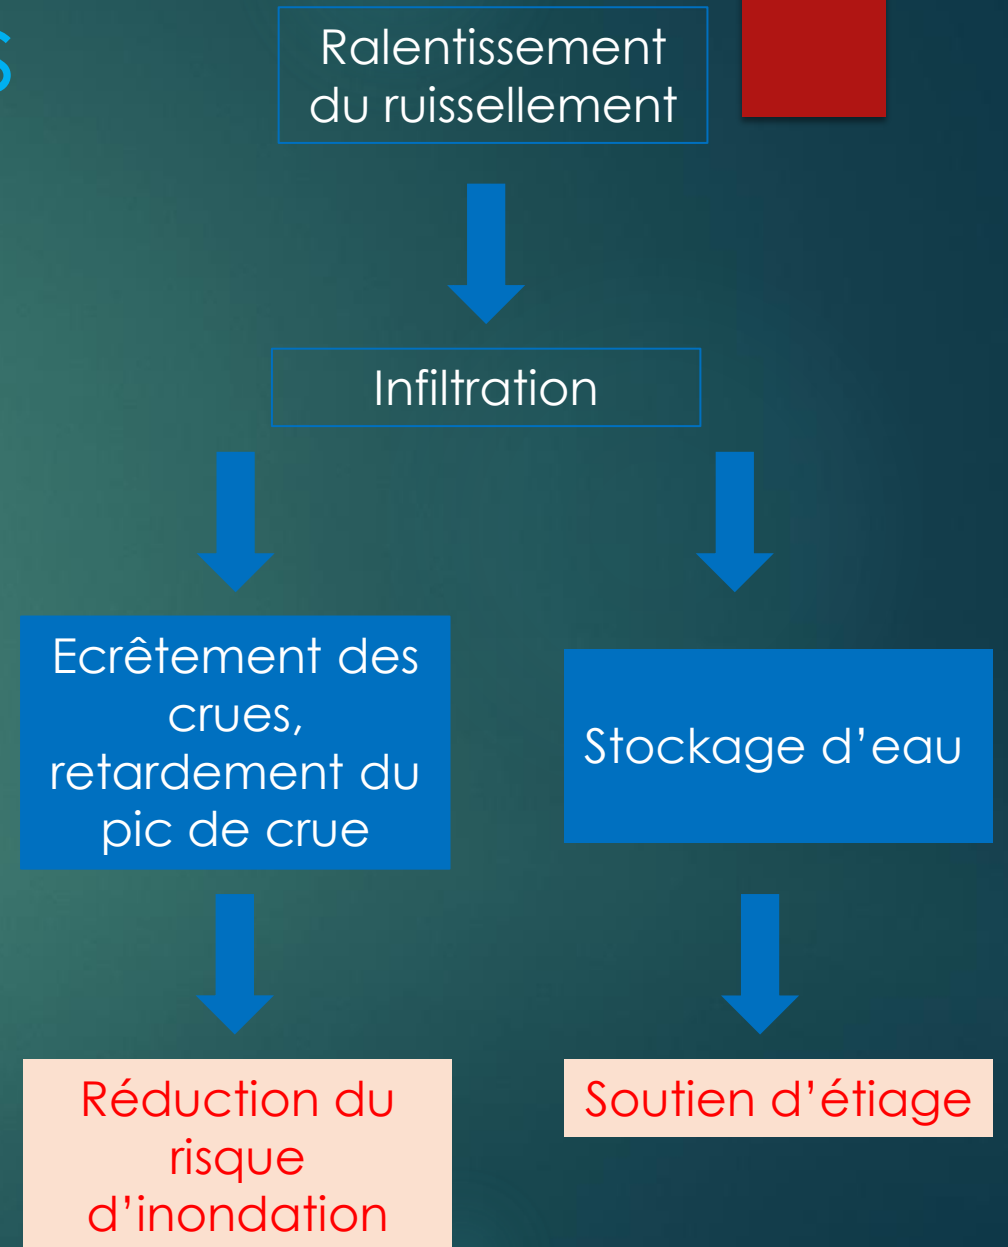 S
Ralentissement
du ruissellement
Infiltration
Ecrêtement des
crues,
retardement du
pic de crue
Stockage d’eau
Réduction du
risque
d’inondation
Soutien d’étiage